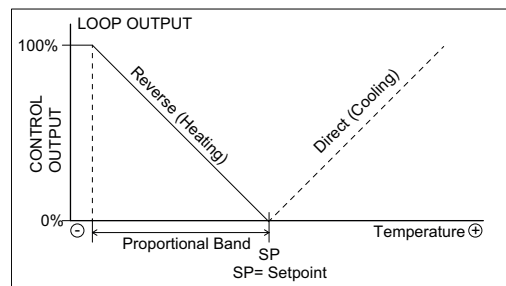 LOOP OUTPUT
100%
CONTROL
OUTPUT
Reverse (Heating)
Direct (Cooling)
0%
-
Proportional Band
SP
Temperature +
SP= Setpoint